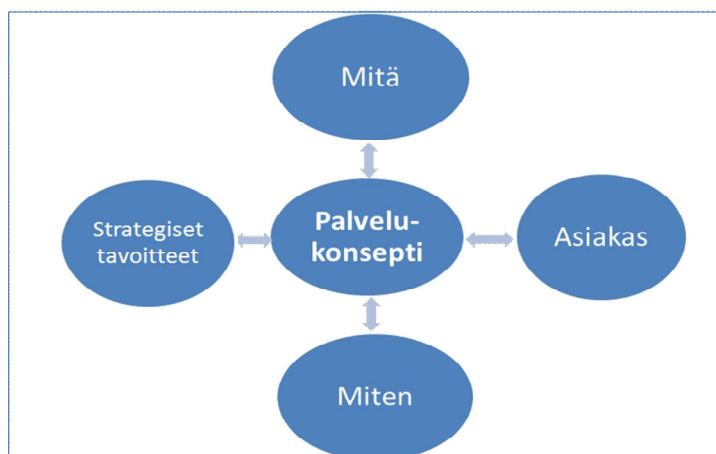 Mitä
Strategiset
tavoitteet
Palvelu-
konsepti
Asiakas
Miten